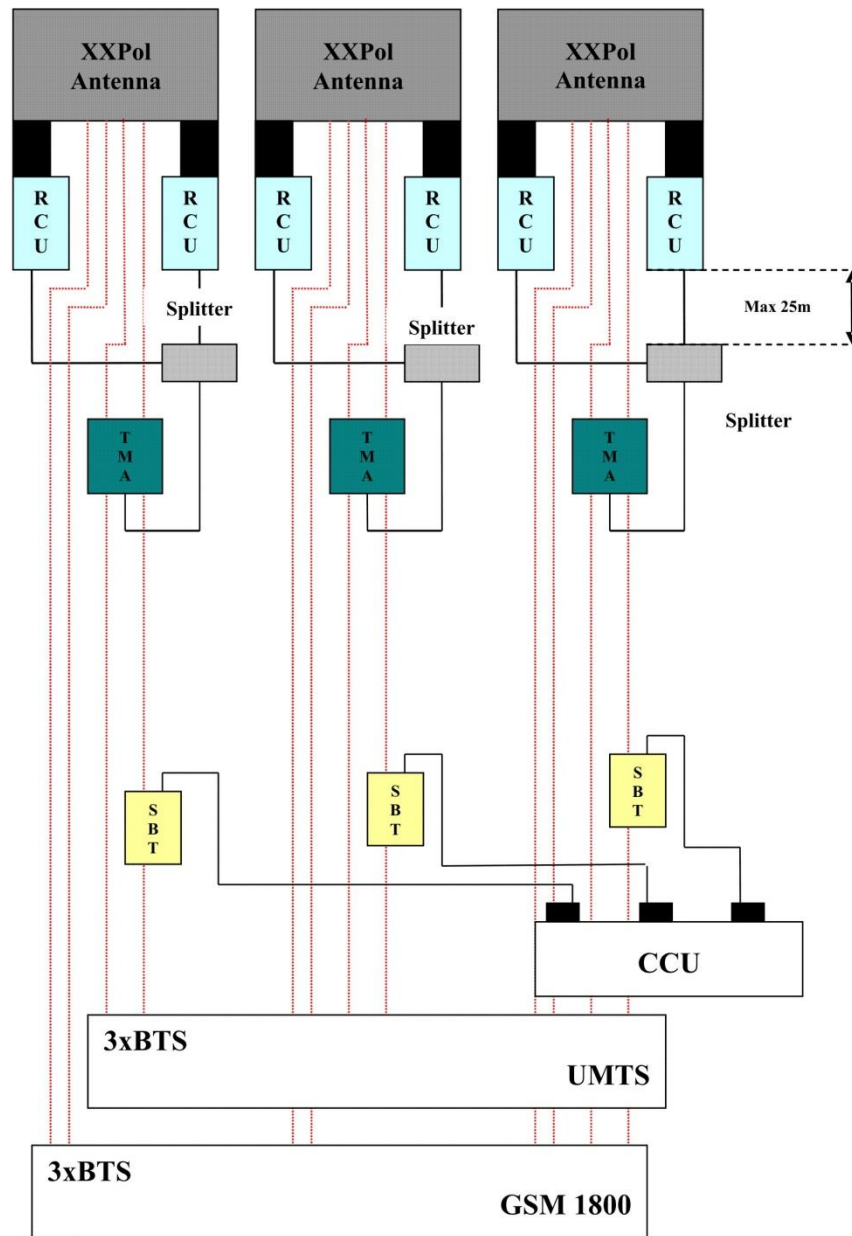 XXPol
Antenna
XXPol
Antenna
XXPol
Antenna
R
C
U
R
C
U
R
C
U
R
C
U
R
C
U
R
C
U
Splitter
Splitter
Max 25m
Splitter
T
M
A
T
M
A
T
M
A
S
B
T
S
B
T
S
B
T
CCU
3xBTS
UMTS
3xBTS
GSM 1800